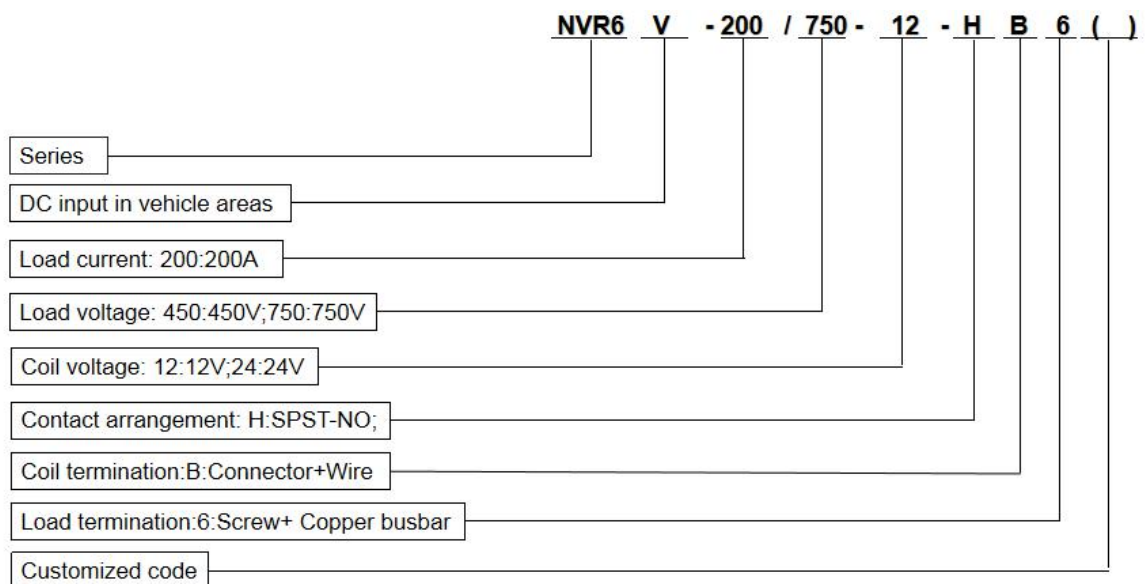 NVR6 V - 200 / 750 - 12 - H B 6 ( )
Series
DC input in vehicle areas
Load current: 200:200A
Load voltage: 450:450V;750:750V
Coil voltage: 12:12V;24:24V
Contact arrangement: H:SPST-NO;
Coil termination:B:Connector+Wire
Load termination:6:Screw+ Copper busbar
Customized code